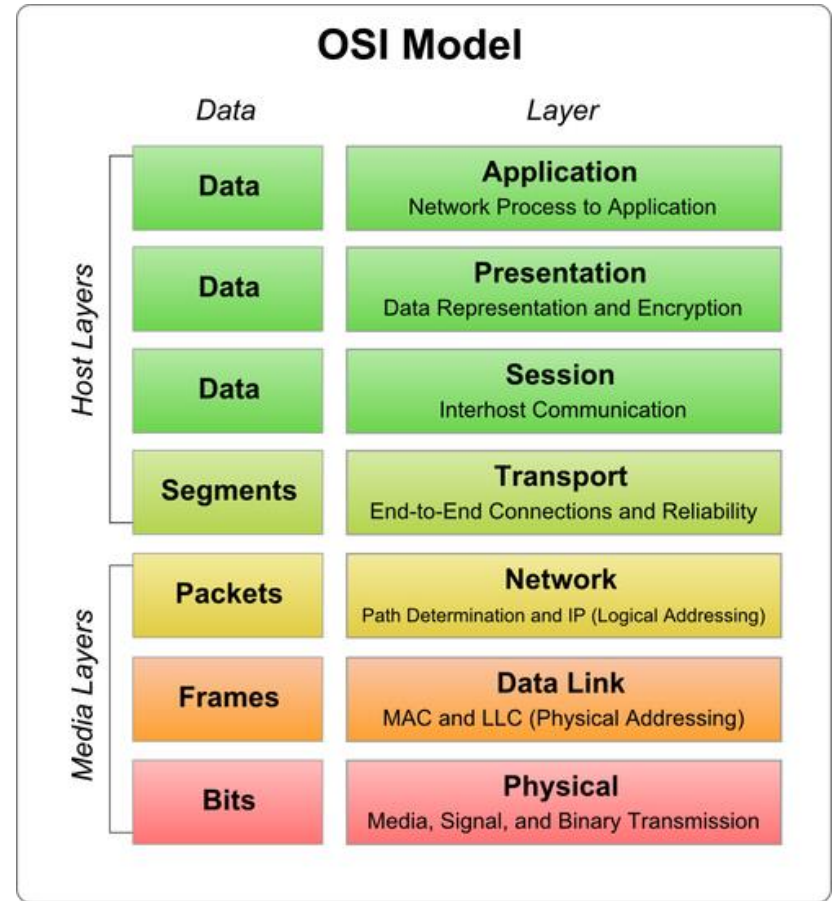 OSI Model
Data Layer
Host Layers
Data
Application
Network Process to Application
Data
Presentation
Data Representation and Encryption
Data
Session
Interhost Communication
Segments
Transport
End-to-End Connections and Reliability
Media Layers
Packets
Network
Path Determination and IP (Logical Addressing)
Frames
Data Link
MAC and LLC (Physical Addressing)
Bits
Physical
Media, Signal, and Binary Transmission